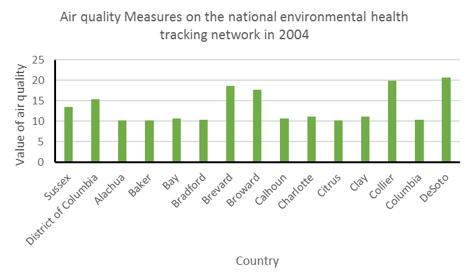 Air quality Measures on the national environmental health
tracking network in 2004
Value of air quality
25
20
15
10
5
0
Sussex
District of Columbia
Alachua
Baker
Bay
Bradford
Brevard
Broward
Calhoun
Charlotte
Citrus
Clay
Collier
Columbia
DeSoto
Country